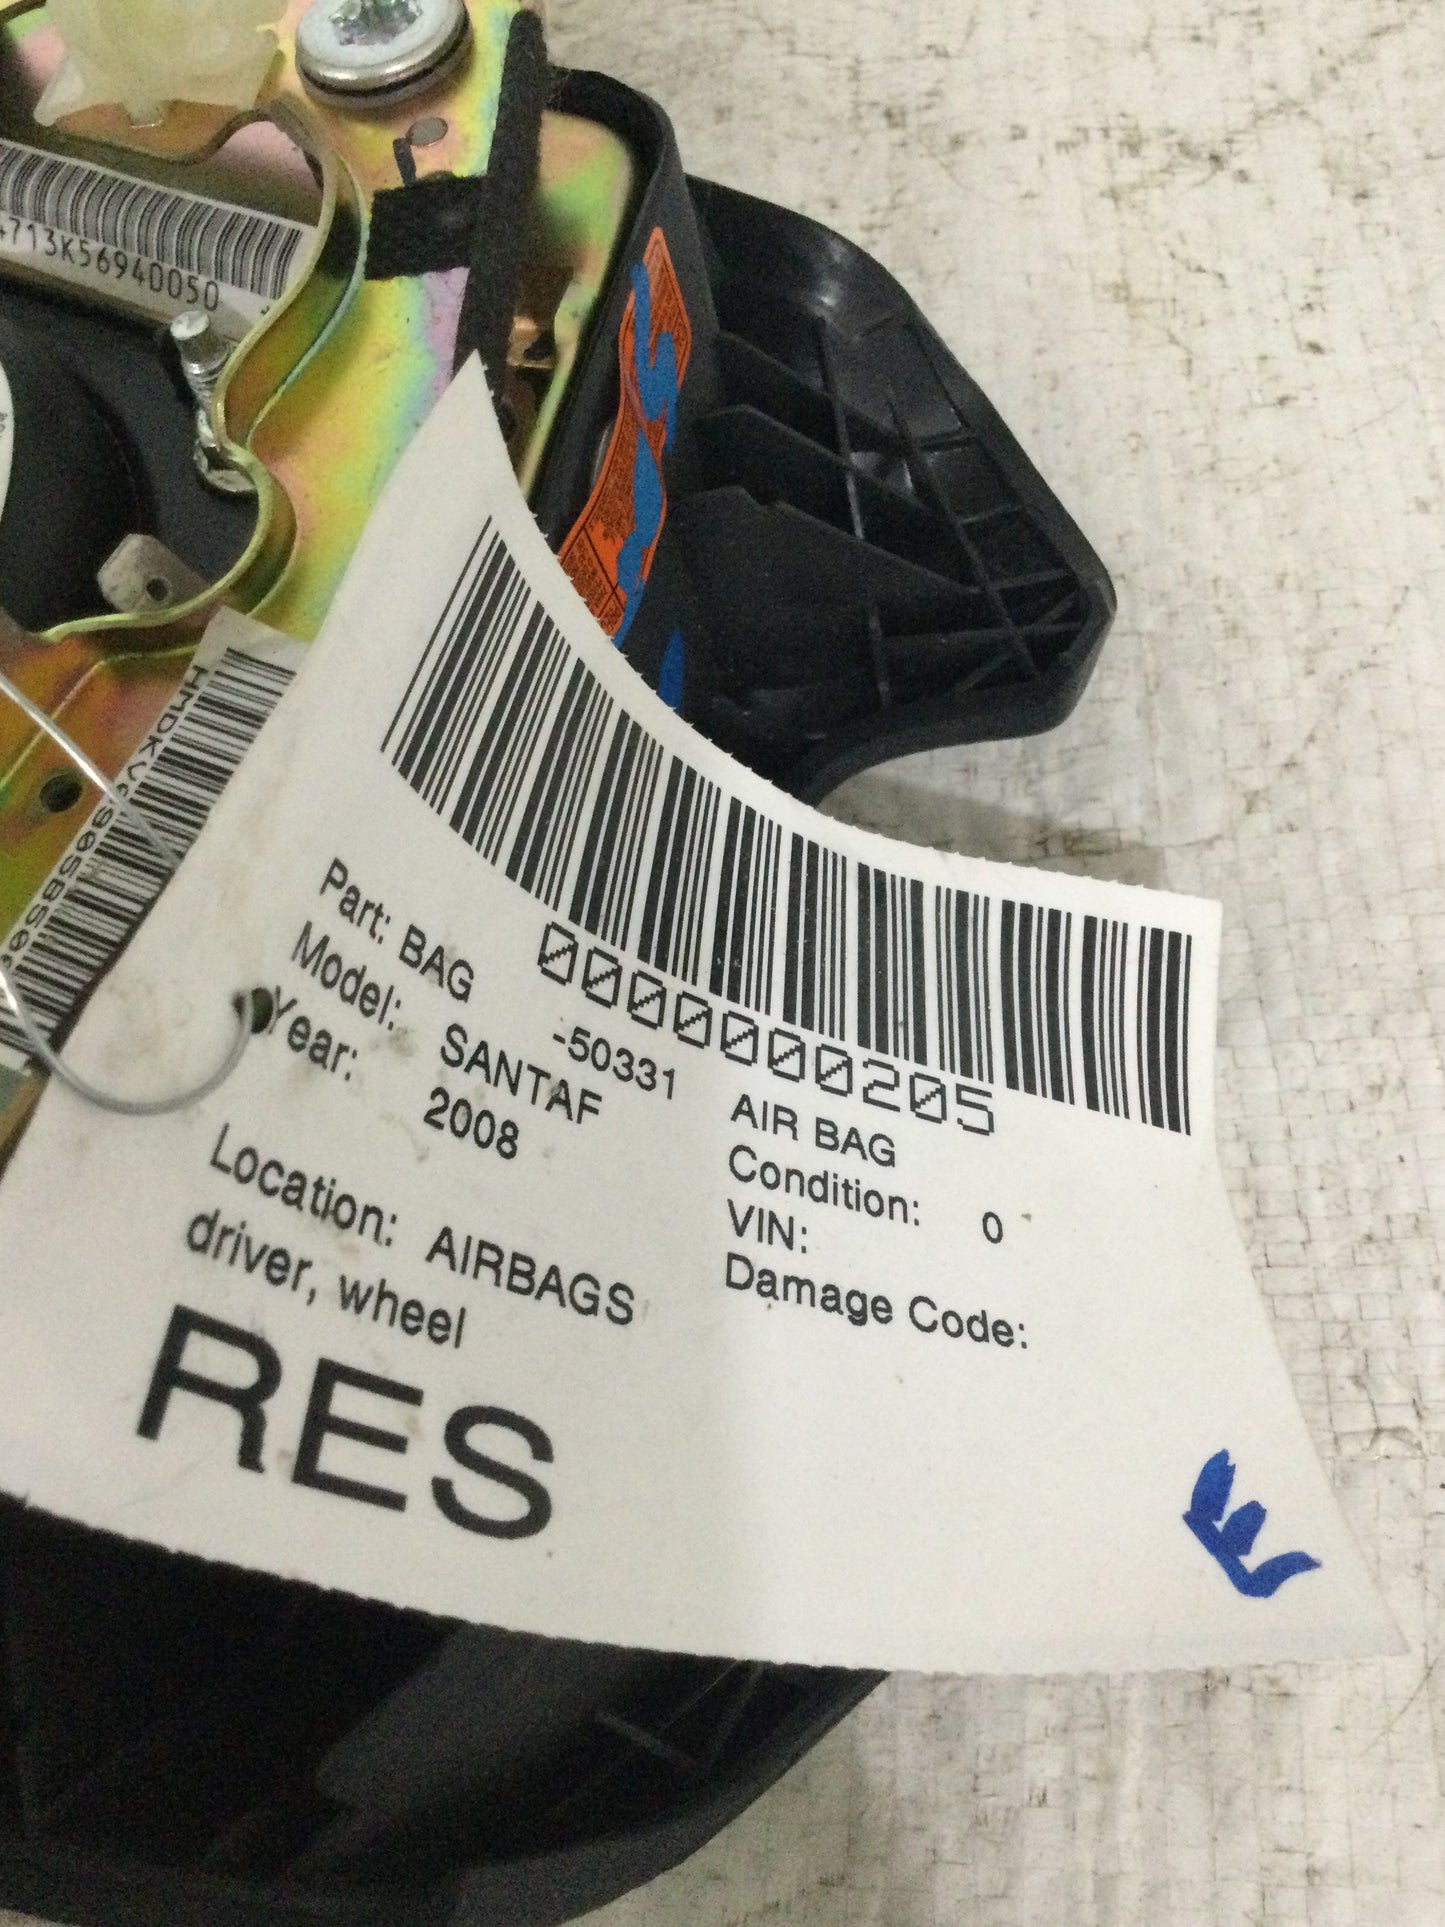 4713K56940050
0000000205
Part: BAG -50331 AIR BAG
Model: SANTAF Condition: 0
Year: 2008 VIN:
Damage Code:
Location: AIRBAGS
driver, wheel
RES
E